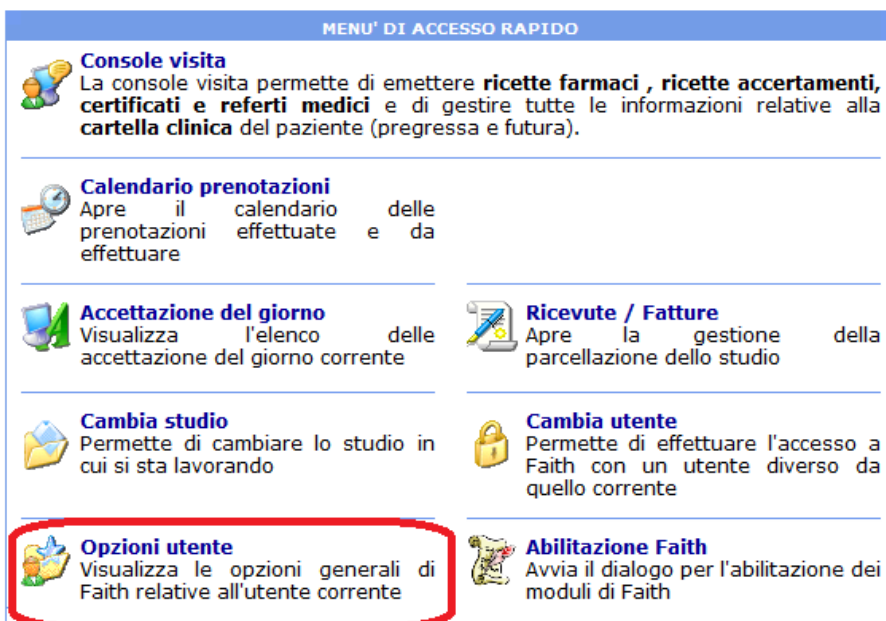 MENU' DI ACCESSO RAPIDO
Console visita
La console visita permette di emettere ricette farmaci , ricette accertamenti,
certificati e referti medici e di gestire tutte le informazioni relative alla
cartella clinica del paziente (pregressa e futura).
Calendario prenotazioni
Apre il calendario delle
prenotazioni effettuate e da
effettuare
Accettazione del giorno
Visualizza l'elenco delle
accettazione del giorno corrente
Ricevute / Fatture
Apre la gestione della
parcellazione dello studio
Cambia studio
Permette di cambiare lo studio in
cui si sta lavorando
Cambia utente
Permette di effettuare l'accesso a
Faith con un utente diverso da
quello corrente
Opzioni utente
Visualizza le opzioni generali di
Faith relative all'utente corrente
Abilitazione Faith
Avvia il dialogo per l'abilitazione dei
moduli di Faith